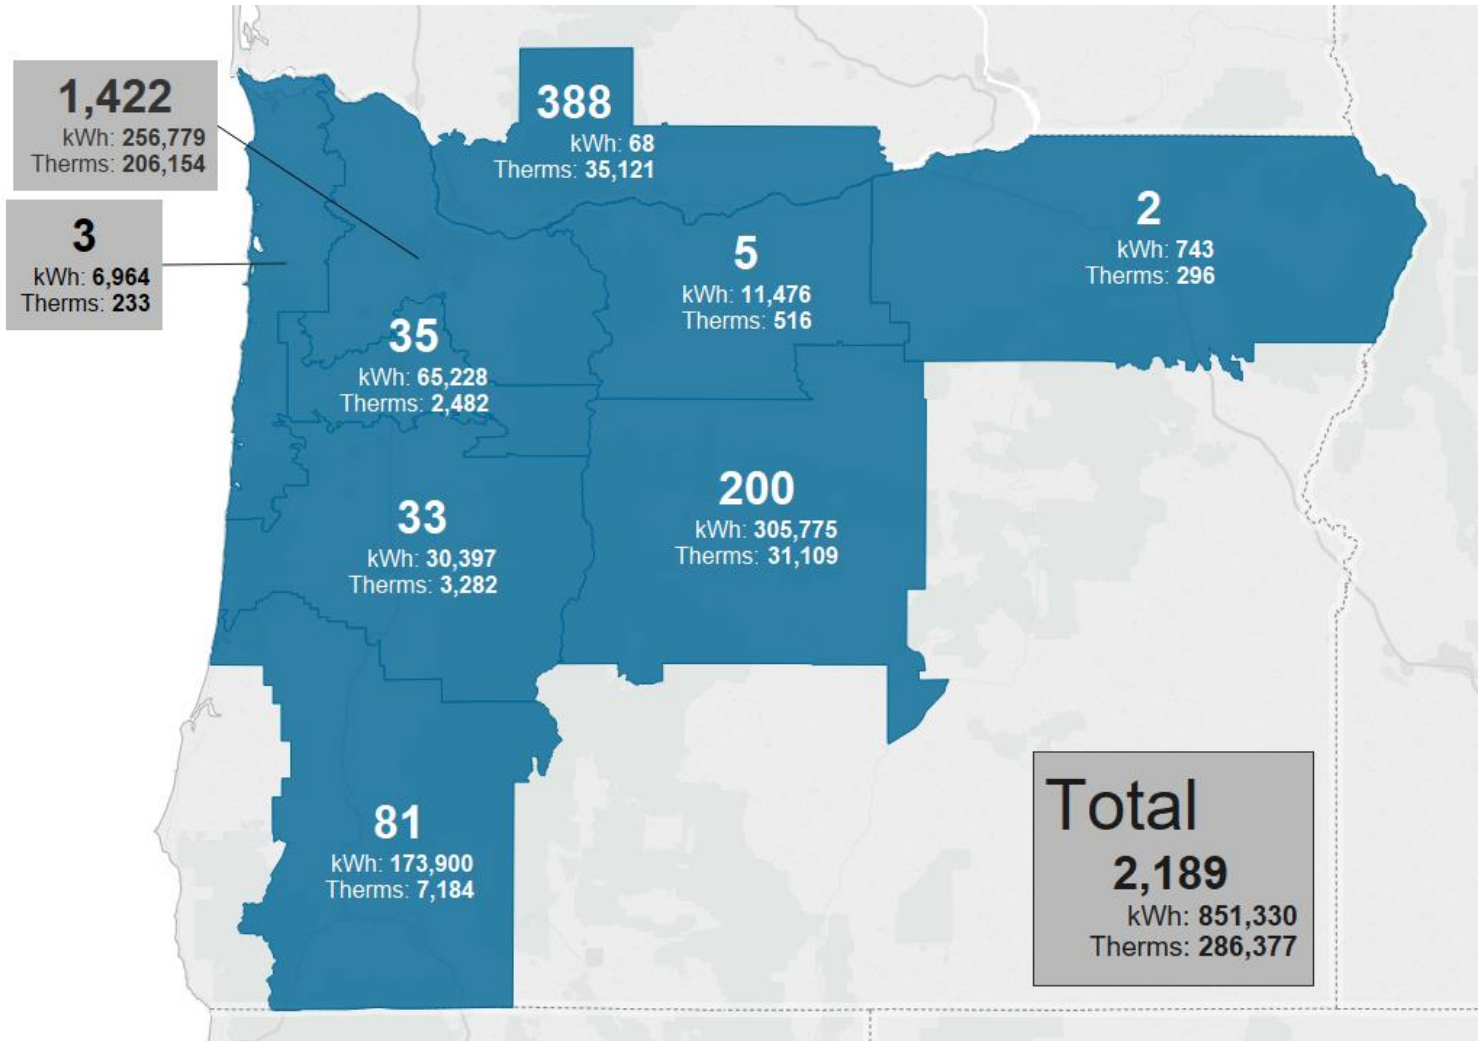 1,422
kWh: 256,779
Therms: 206,154
3
kWh: 6,964
Therms: 233
388
kWh: 68
Therms: 35,121
2
kWh: 743
Therms: 296
5
kWh: 11,476
Therms: 516
35
kWh: 65,228
Therms: 2,482
200
kWh: 305,775
Therms: 31,109
33
kWh: 30,397
Therms: 3,282
81
kWh: 173,900
Therms: 7,184
Total
2,189
kWh: 851,330
Therms: 286,377